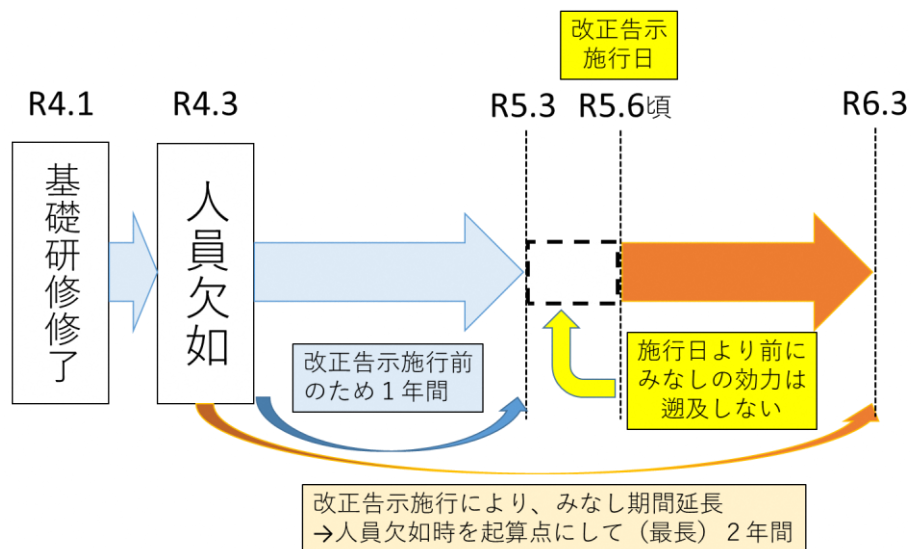 改正告示
施行日
R4.1
R4.3
R5.3
R5.6頃
R6.3
基礎研修修了
人員欠如
改正告示施行前
のため1年間
施行日より前に
みなしの効力は
遡及しない
改正告示施行により、みなし期間延長
→人員欠如時を起算点にして（最長）２年間